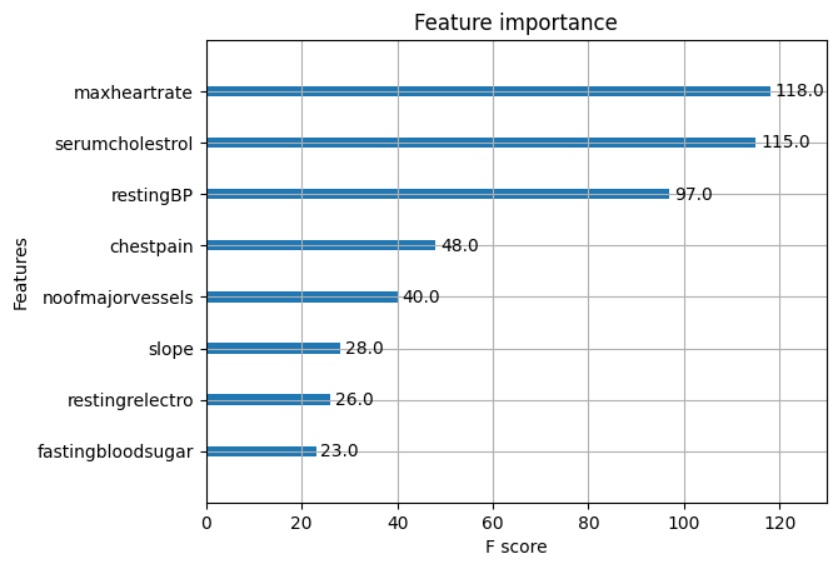 Feature importance
maxheartrate 118.0
serumcholestrol 115.0
restingBP 97.0
chestpain 48.0
noofmajorvessels 40.0
slope 28.0
restingrelectro 26.0
fastingbloodsugar 23.0
0 20 40 60 80 100 120
F score
Features